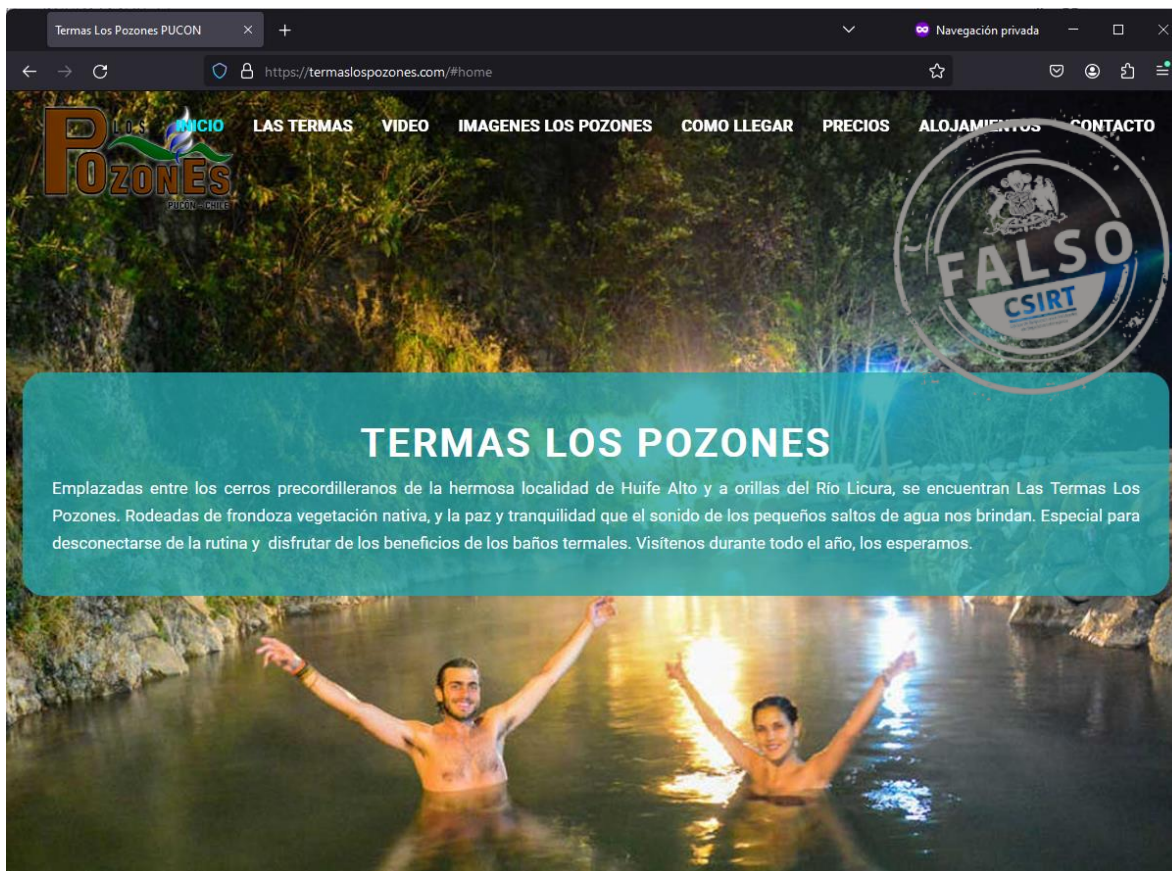 Termas Los Pozones PUCON
Navegación privada
https://termaslospozones.com/#home
LOS
POZONES
PUCÓN - CHILE
INICIO LAS TERMAS VIDEO IMAGENES LOS POZONES COMO LLEGAR PRECIOS ALOJAMIENTOS CONTACTO
FALSO
CSIRT
TERMAS LOS POZONES
Emplazadas entre los cerros precordilleranos de la hermosa localidad de Huife Alto y a orillas del Río Licura, se encuentran Las Termas Los
Pozones. Rodeadas de frondoza vegetación nativa, y la paz y tranquilidad que el sonido de los pequeños saltos de agua nos brindan. Especial para
desconectarse de la rutina y disfrutar de los beneficios de los baños termales. Visítenos durante todo el año, los esperamos.